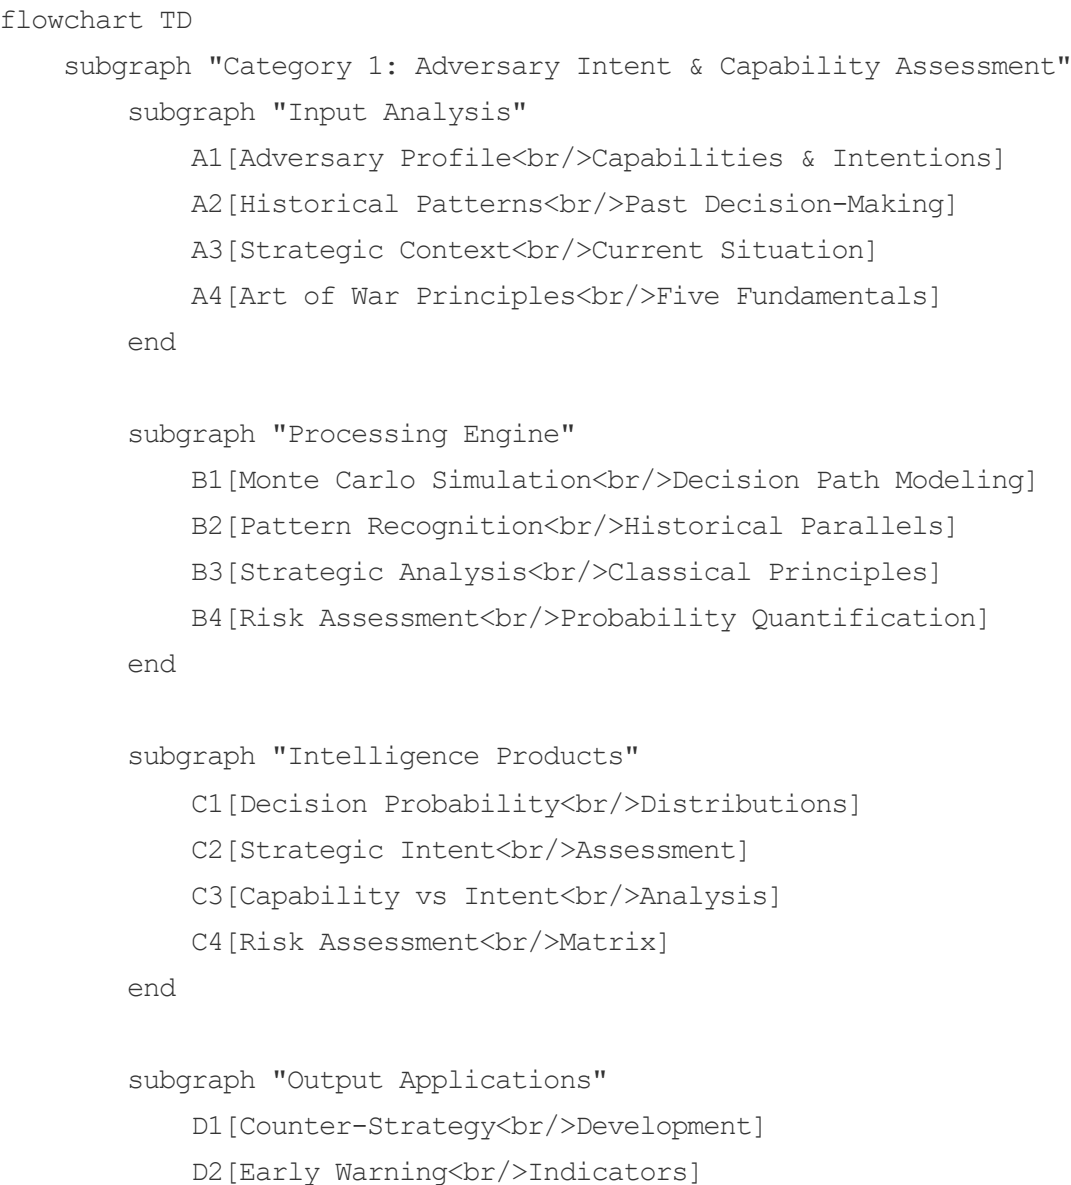 flowchart TD
subgraph "Category 1: Adversary Intent & Capability Assessment"
subgraph "Input Analysis"
A1[Adversary Profile<br/>Capabilities & Intentions]
A2[Historical Patterns<br/>Past Decision-Making]
A3[Strategic Context<br/>Current Situation]
A4[Art of War Principles<br/>Five Fundamentals]
end
subgraph "Processing Engine"
B1[Monte Carlo Simulation<br/>Decision Path Modeling]
B2[Pattern Recognition<br/>Historical Parallels]
B3[Strategic Analysis<br/>Classical Principles]
B4[Risk Assessment<br/>Probability Quantification]
end
subgraph "Intelligence Products"
C1[Decision Probability<br/>Distributions]
C2[Strategic Intent<br/>Assessment]
C3[Capability vs Intent<br/>Analysis]
C4[Risk Assessment<br/>Matrix]
end
subgraph "Output Applications"
D1[Counter-Strategy<br/>Development]
D2[Early Warning<br/>Indicators]